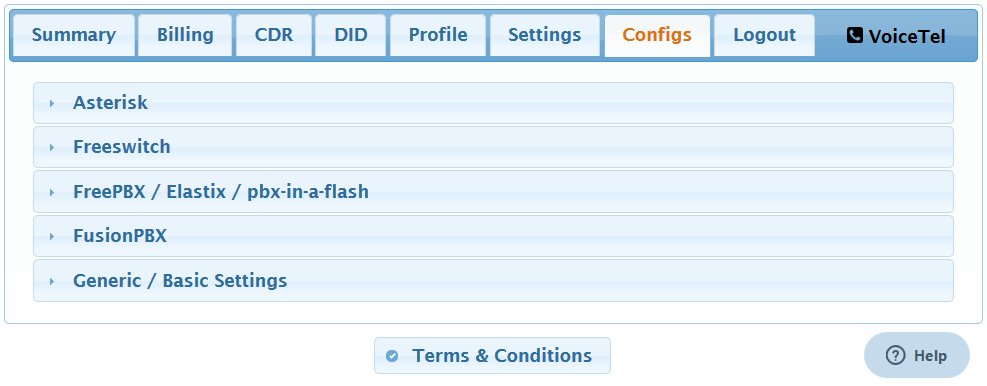 Summary Billing CDR DID Profile Settings Configs Logout VoiceTel
Asterisk
Freeswitch
FreePBX / Elastix / pbx-in-a-flash
FusionPBX
Generic / Basic Settings
Terms & Conditions
Help